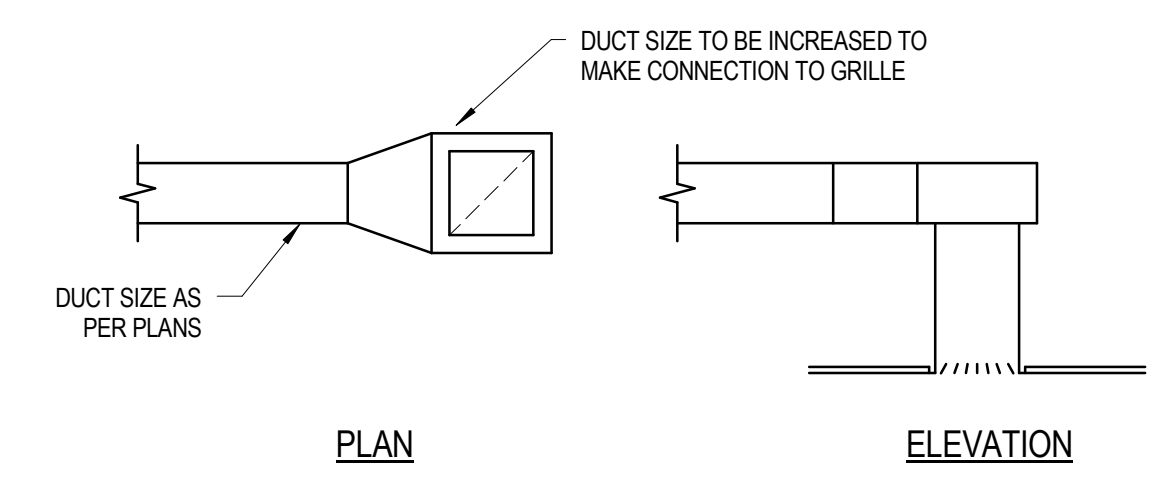 DUCT SIZE TO BE INCREASED TO
MAKE CONNECTION TO GRILLE
DUCT SIZE AS
PER PLANS
PLAN
ELEVATION